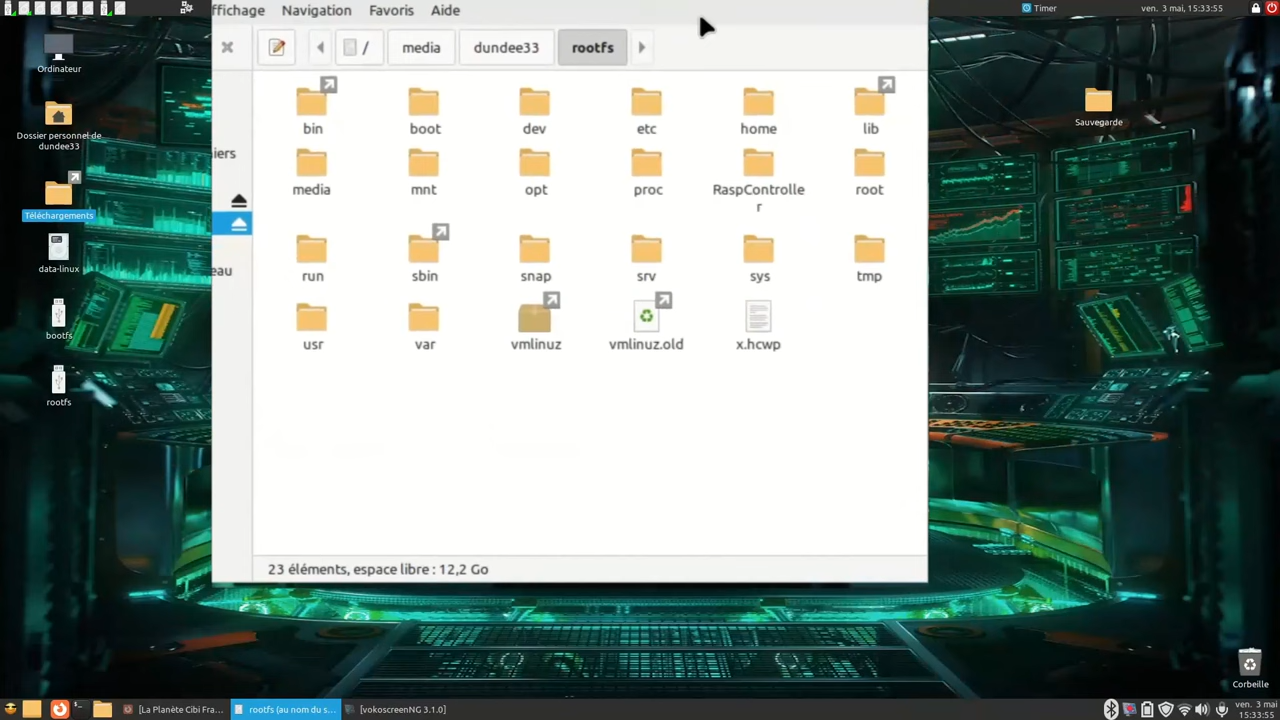 Timer
ven. 3 mai, 15:33:55
ffichage Navigation Favoris Aide
/ media dundee33 rootfs
Ordinateur
Dossier personnel de
dundee33
Téléchargements
data-linux
bootfs
rootfs
iers
eau
bin boot dev etc home lib
media mnt opt proc RaspControlle
r
root
run sbin snap srv sys tmp
usr var vmlinuz vmlinuz.old x.hcwp
23 éléments, espace libre : 12,2 Go
Sauvegarde
Corbeille
[La Planète Cibi Fra...
rootfs (au nom du s...
[vokoscreenNG 3.1.0]
ven. 3 mai
15:33:55